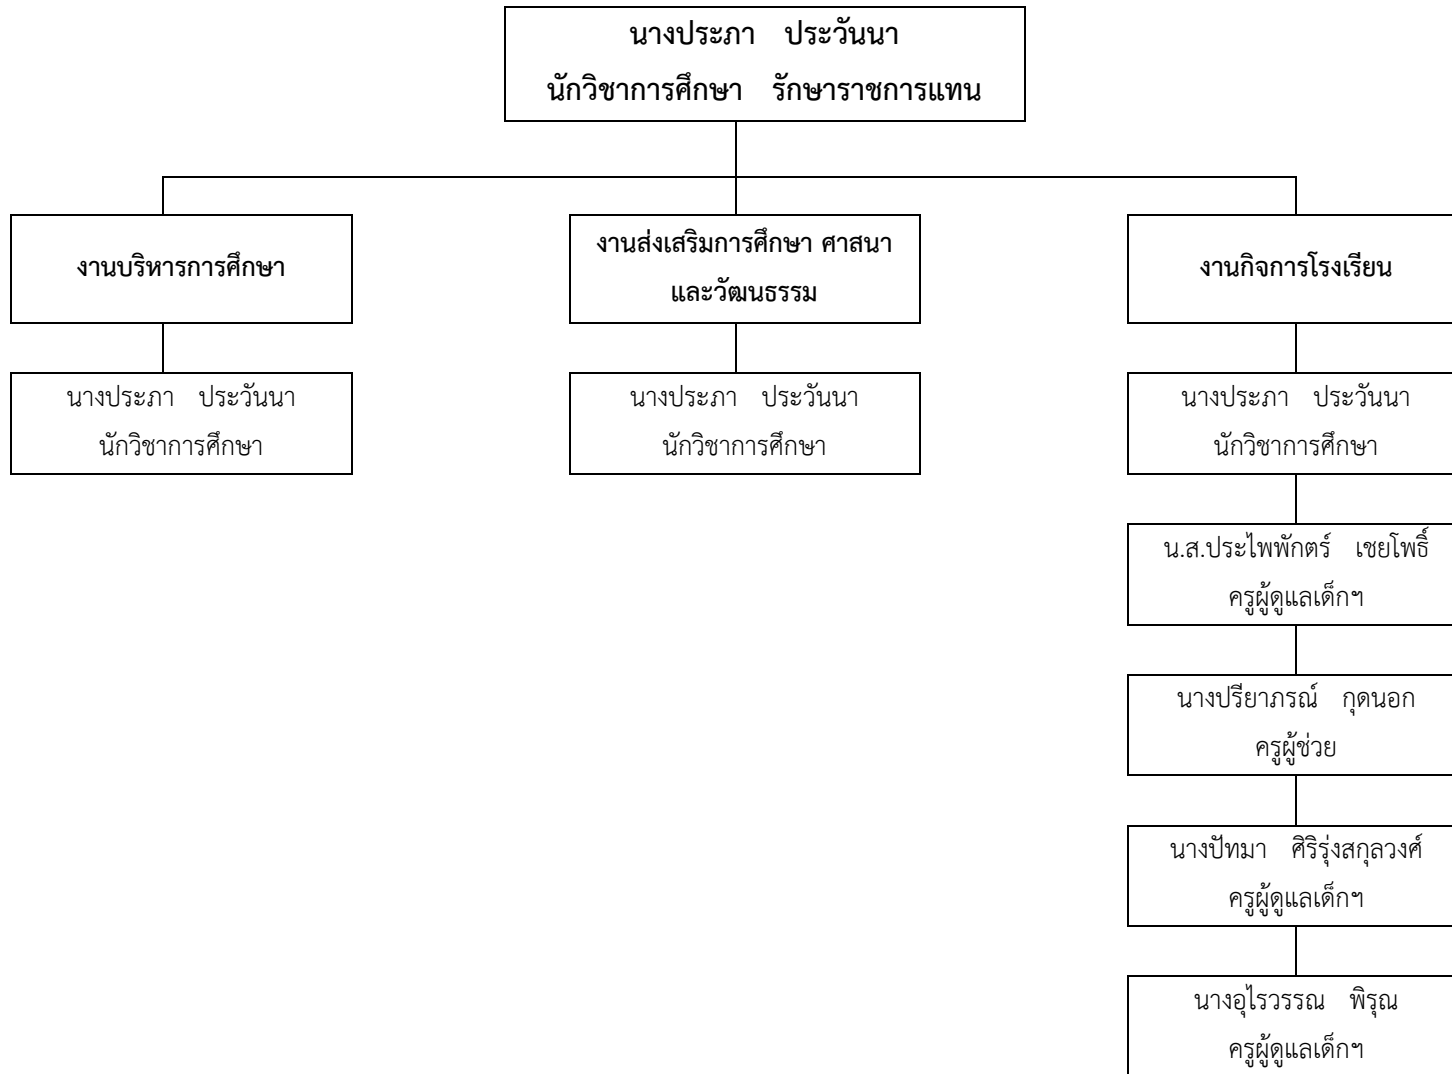 นางประภา ประวันนา
นักวิชาการศึกษา รักษาราชการแทน
งานบริหารการศึกษา
งานส่งเสริมการศึกษา ศาสนา
และวัฒนธรรม
งานกิจการโรงเรียน
นางประภา ประวันนา
นักวิชาการศึกษา
นางประภา ประวันนา
นักวิชาการศึกษา
นางประภา ประวันนา
นักวิชาการศึกษา
น.ส.ประไพพักตร์ เชยโพธิ์
ครูผู้ดูแลเด็กฯ
นางปรียาภรณ์ กุดนอก
ครูผู้ช่วย
นางปัทมา ศิริรุ่งสกุลวงศ์
ครูผู้ดูแลเด็กฯ
นางอุไรวรรณ พิรุณ
ครูผู้ดูแลเด็กฯ